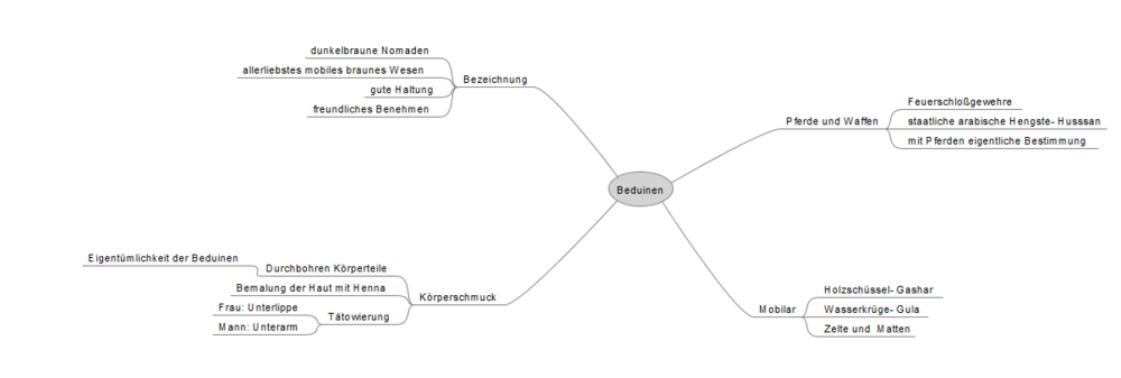 Beduinen
Bezeichnung
dunkelbraune Nomaden
allerliebstes mobiles braunes Wesen
gute Haltung
freundliches Benehmen
Pferde und Waffen
Feuerschloßgewehre
staatliche arabische Hengste- Husssan
mit Pferden eigentliche Bestimmung
Körperschmuck
Durchbohren Körperteile
Eigentümlichkeit der Beduinen
Bemalung der Haut mit Henna
Tätowierung
Frau: Unterlippe
Mann: Unterarm
Mobilar
Holzschüssel- Gashar
Wasserkrüge- Gula
Zelte und Matten